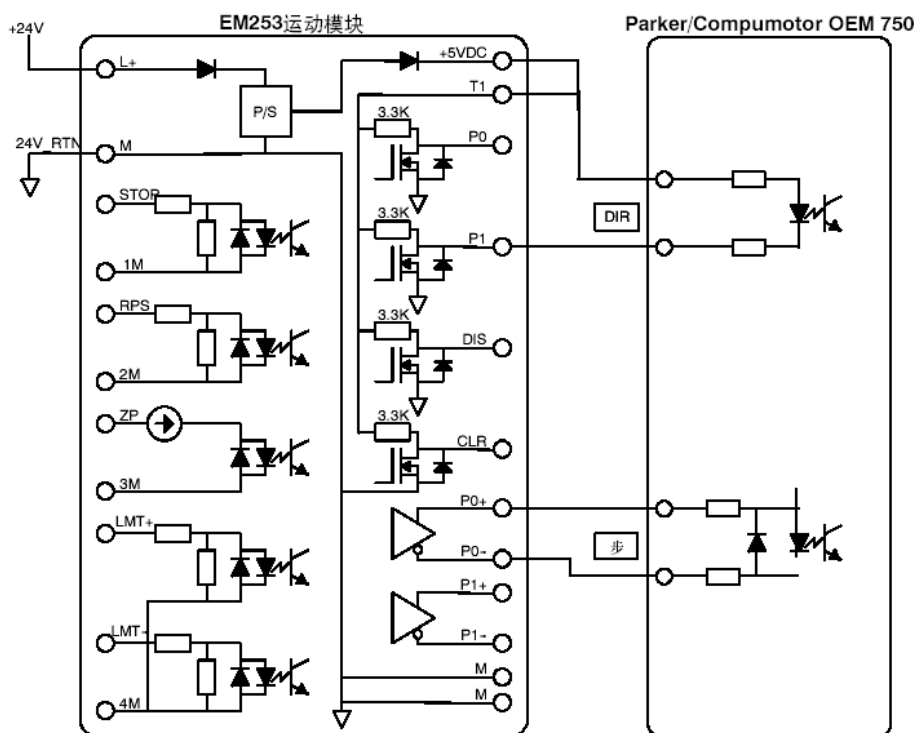 EM253运动模块
Parker/Compumotor OEM 750
+24V
L+
+5VDC
T1
P/S
3.3K
P0
24V_RTN
M
STOP
1M
3.3K
P1
DIR
RPS
2M
3.3K
DIS
ZP
3M
3.3K
CLR
LMT+
P0+
P0-
步
LMT-
4M
P1+
P1-
M
M